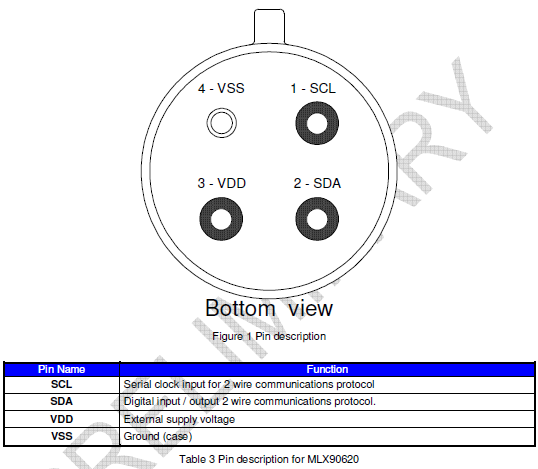 4 - VSS 1 - SCL
3 - VDD 2 - SDA
Bottom view
Figure 1 Pin description
Pin Name Function
SCL Serial clock input for 2 wire communications protocol
SDA Digital input / output 2 wire communications protocol.
VDD External supply voltage
VSS Ground (case)
Table 3 Pin description for MLX90620
RELIMINARY